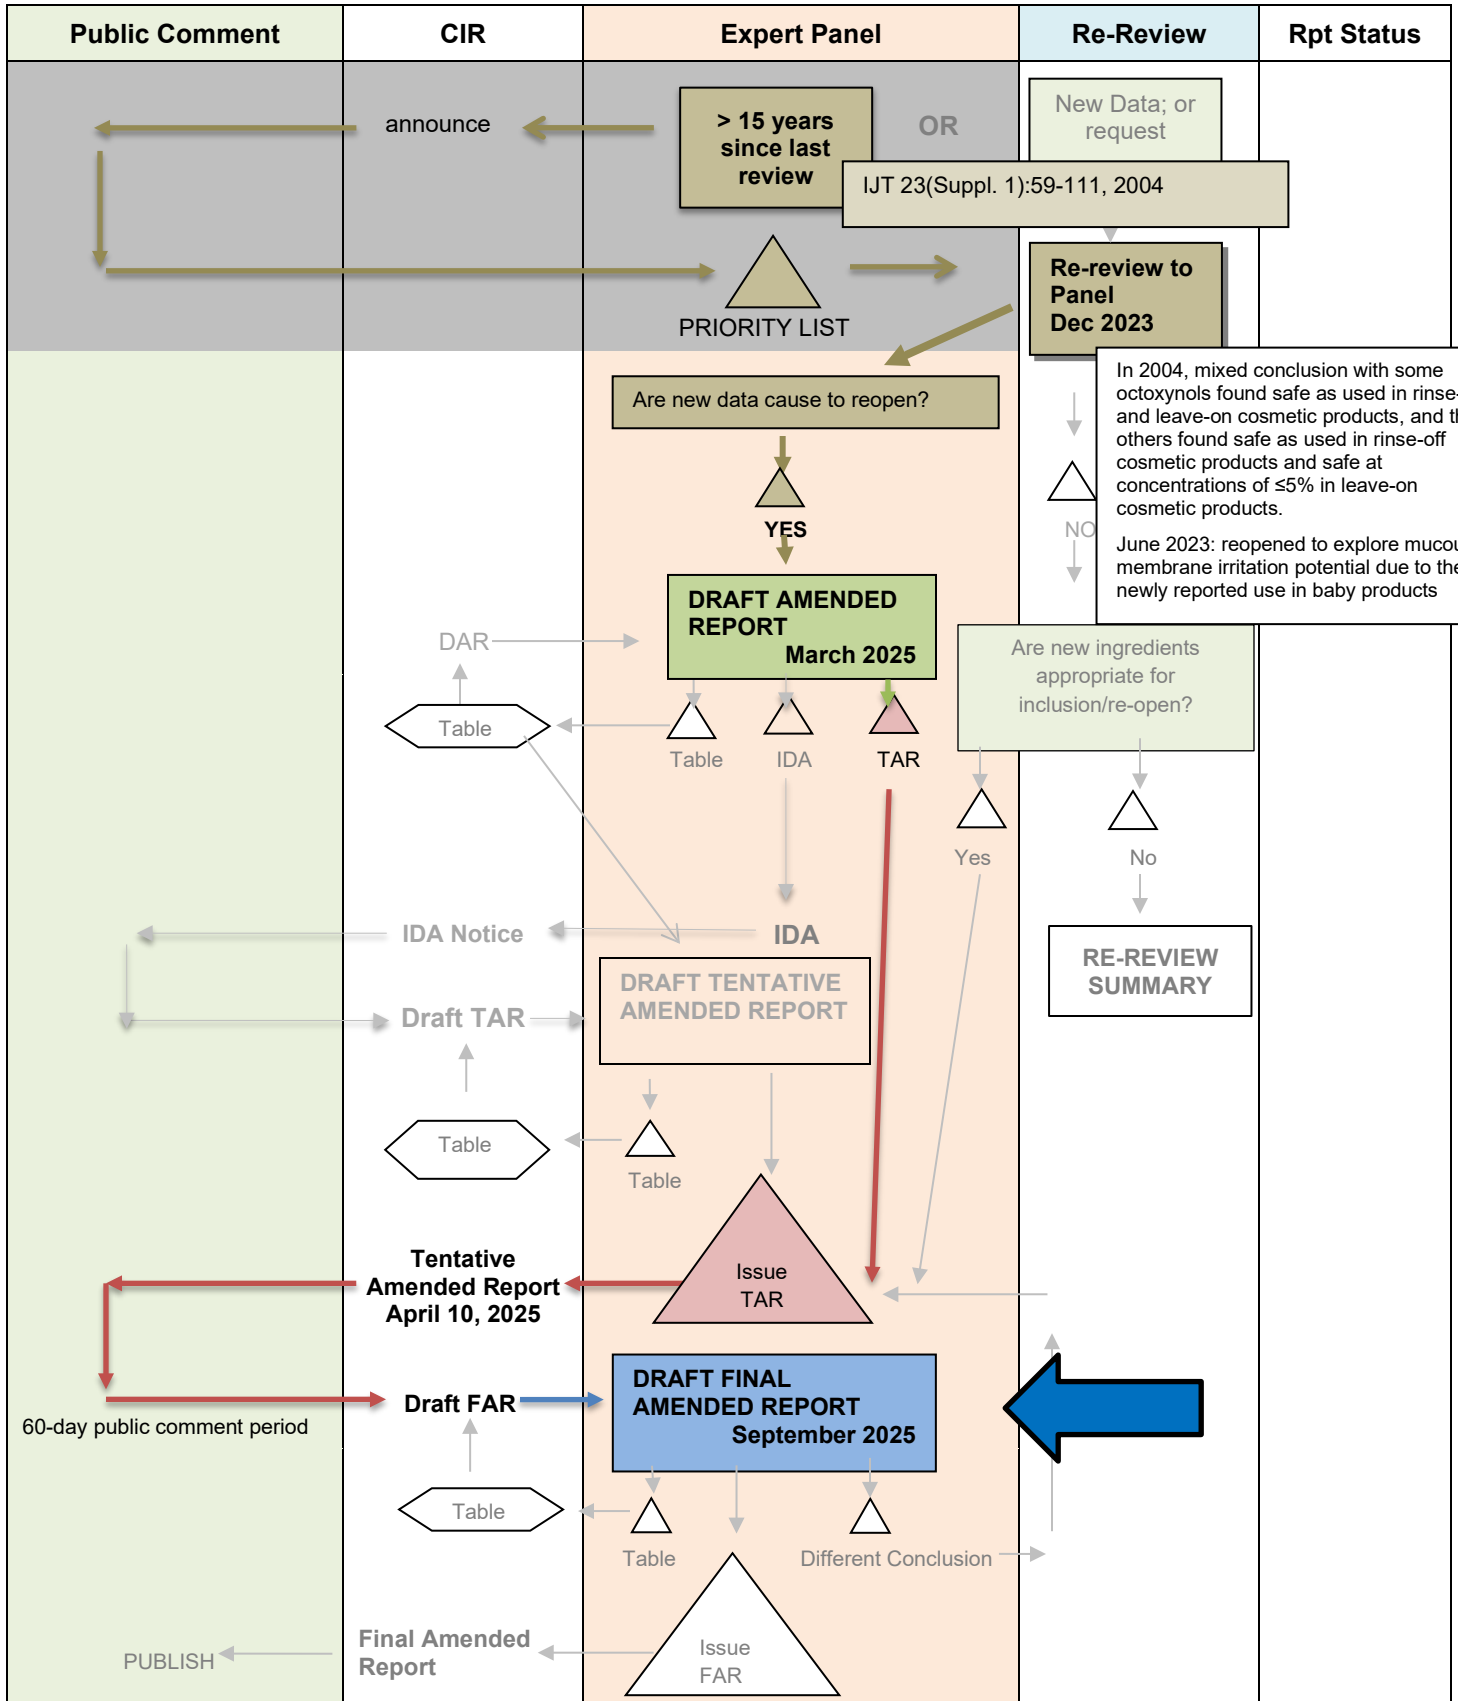 Public Comment
CIR
Expert Panel
Re-Review
Rpt Status
announce
> 15 years
since last
review
OR
New Data; or
request
IJT 23(Suppl. 1):59-111, 2004
PRIORITY LIST
Re-review to
Panel
Dec 2023
Are new data cause to reopen?
In 2004, mixed conclusion with some
octoxynols found safe as used in rinse-
and leave-on cosmetic products, and
others found safe as used in rinse-off
cosmetic products and safe at
concentrations of ≤5% in leave-on
cosmetic products.
June 2023: reopened to explore
membrane irritation potential due to the
newly reported use in baby products
YES
NO
DRAFT AMENDED
REPORT
March 2025
DAR
Are new ingredients
appropriate for
inclusion/re-open?
Table
Table
IDA
TAR
Yes
No
IDA Notice
IDA
RE-REVIEW
SUMMARY
DRAFT TENTATIVE
AMENDED REPORT
Draft TAR
Table
Table
Tentative
Amended Report
April 10, 2025
Issue
TAR
Draft FAR
DRAFT FINAL
AMENDED REPORT
September 2025
60-day public comment period
Table
Table
Different Conclusion
PUBLISH
Final Amended
Report
Issue
FAR